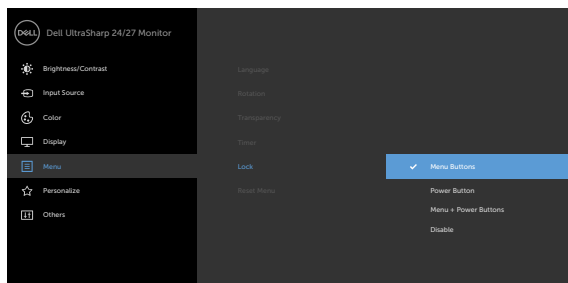 DELL
Dell UltraSharp 24/27 Monitor
Brightness/Contrast
Input Source
Color
Display
Menu
Personalize
Others
Language
Rotation
Transparency
Timer
Lock
Reset Menu
Menu Buttons
Power Button
Menu + Power Buttons
Disable